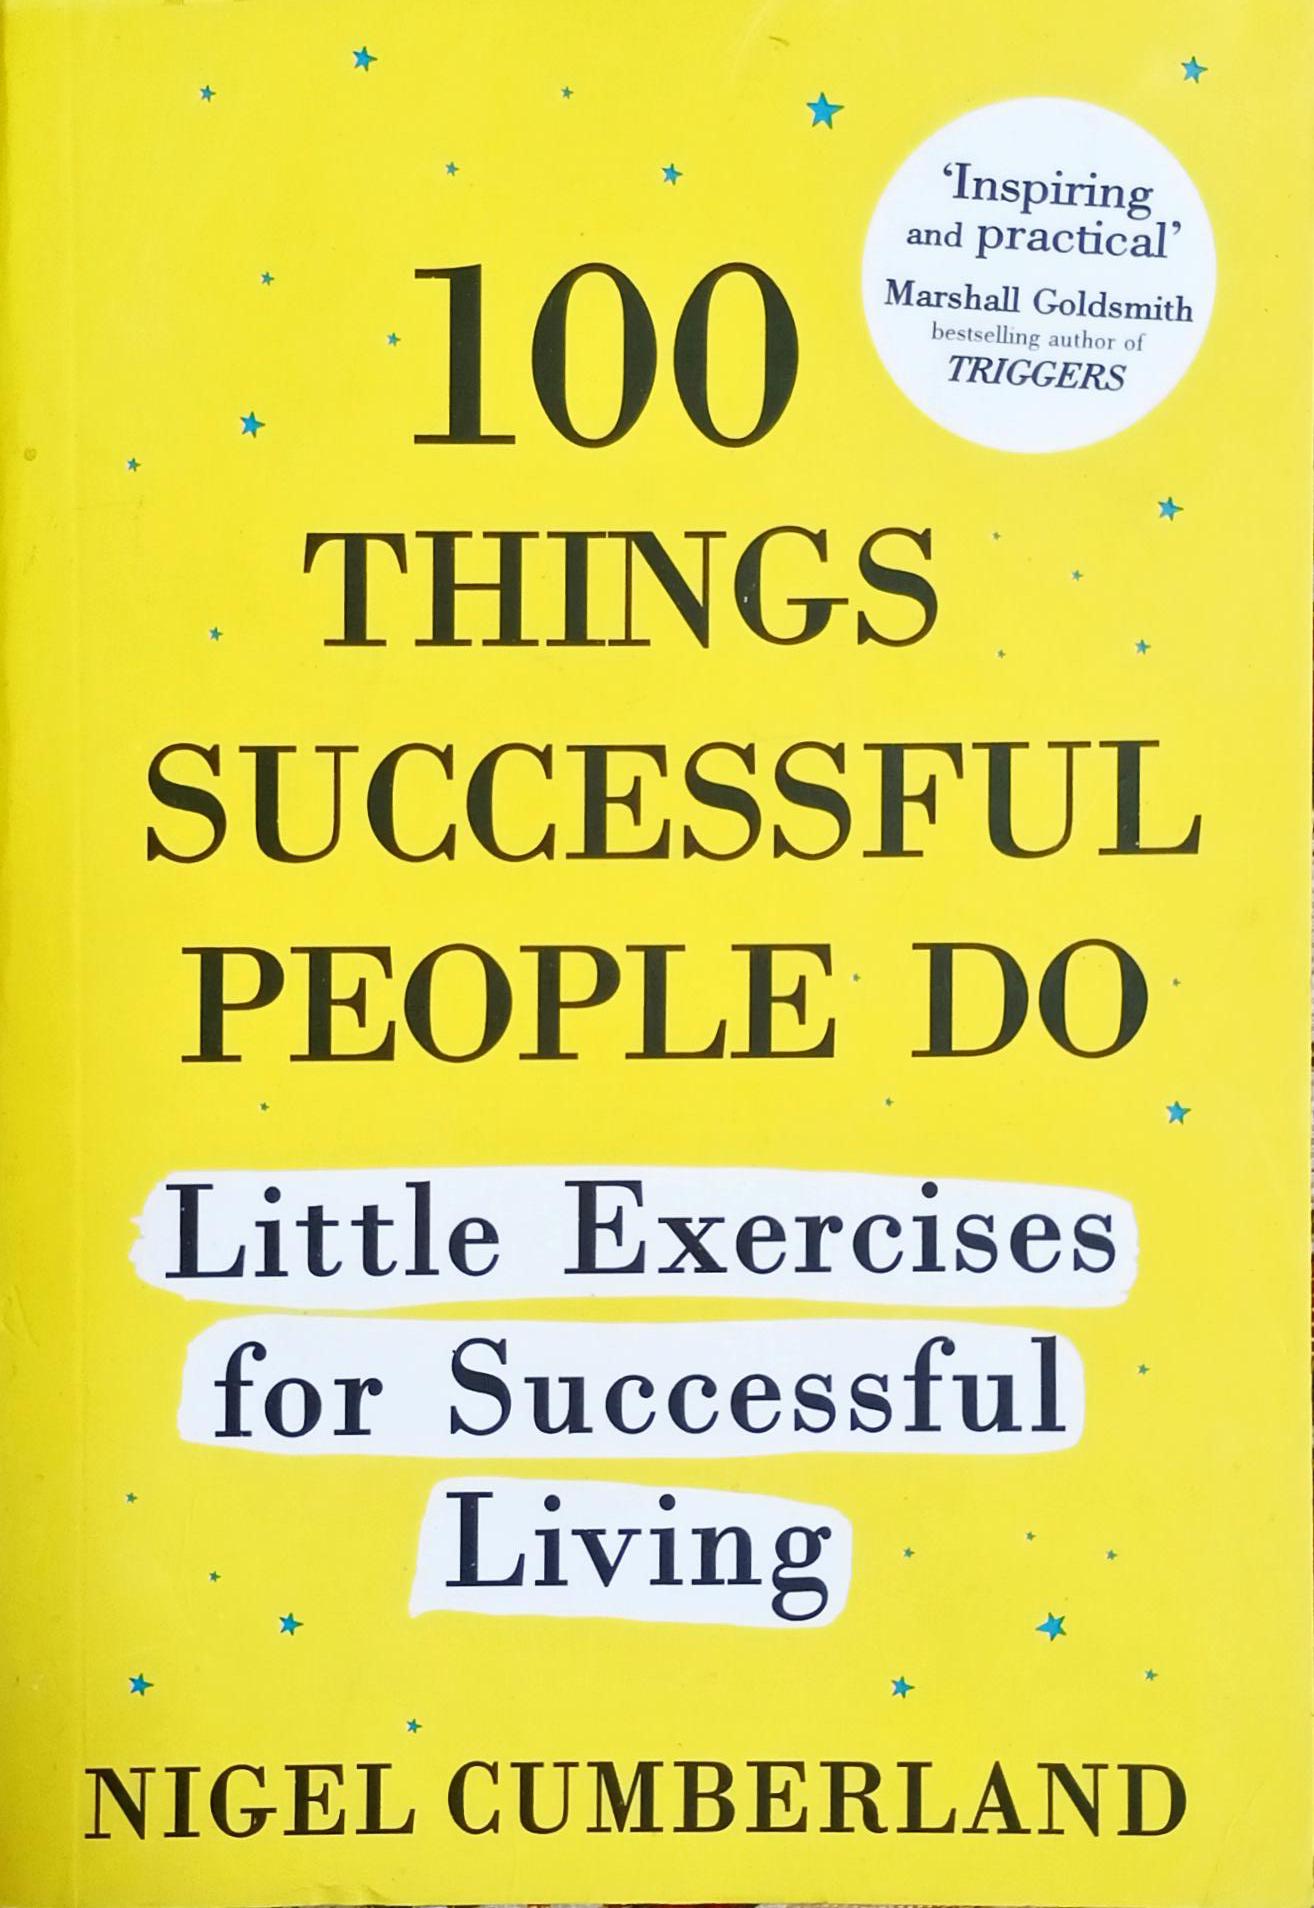 ‘Inspiring
and practical’
Marshall Goldsmith
bestselling author of
TRIGGERS
100
THINGS
SUCCESSFUL
PEOPLE DO
Little Exercises
for Successful
Living
NIGEL CUMBERLAND